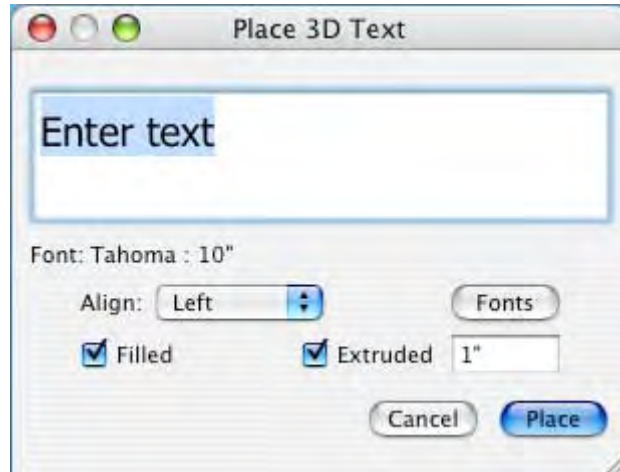 Place 3D Text
Enter text
Font: Tahoma : 10"
Align: Left Fonts
Filled Extruded 1"
Cancel Place